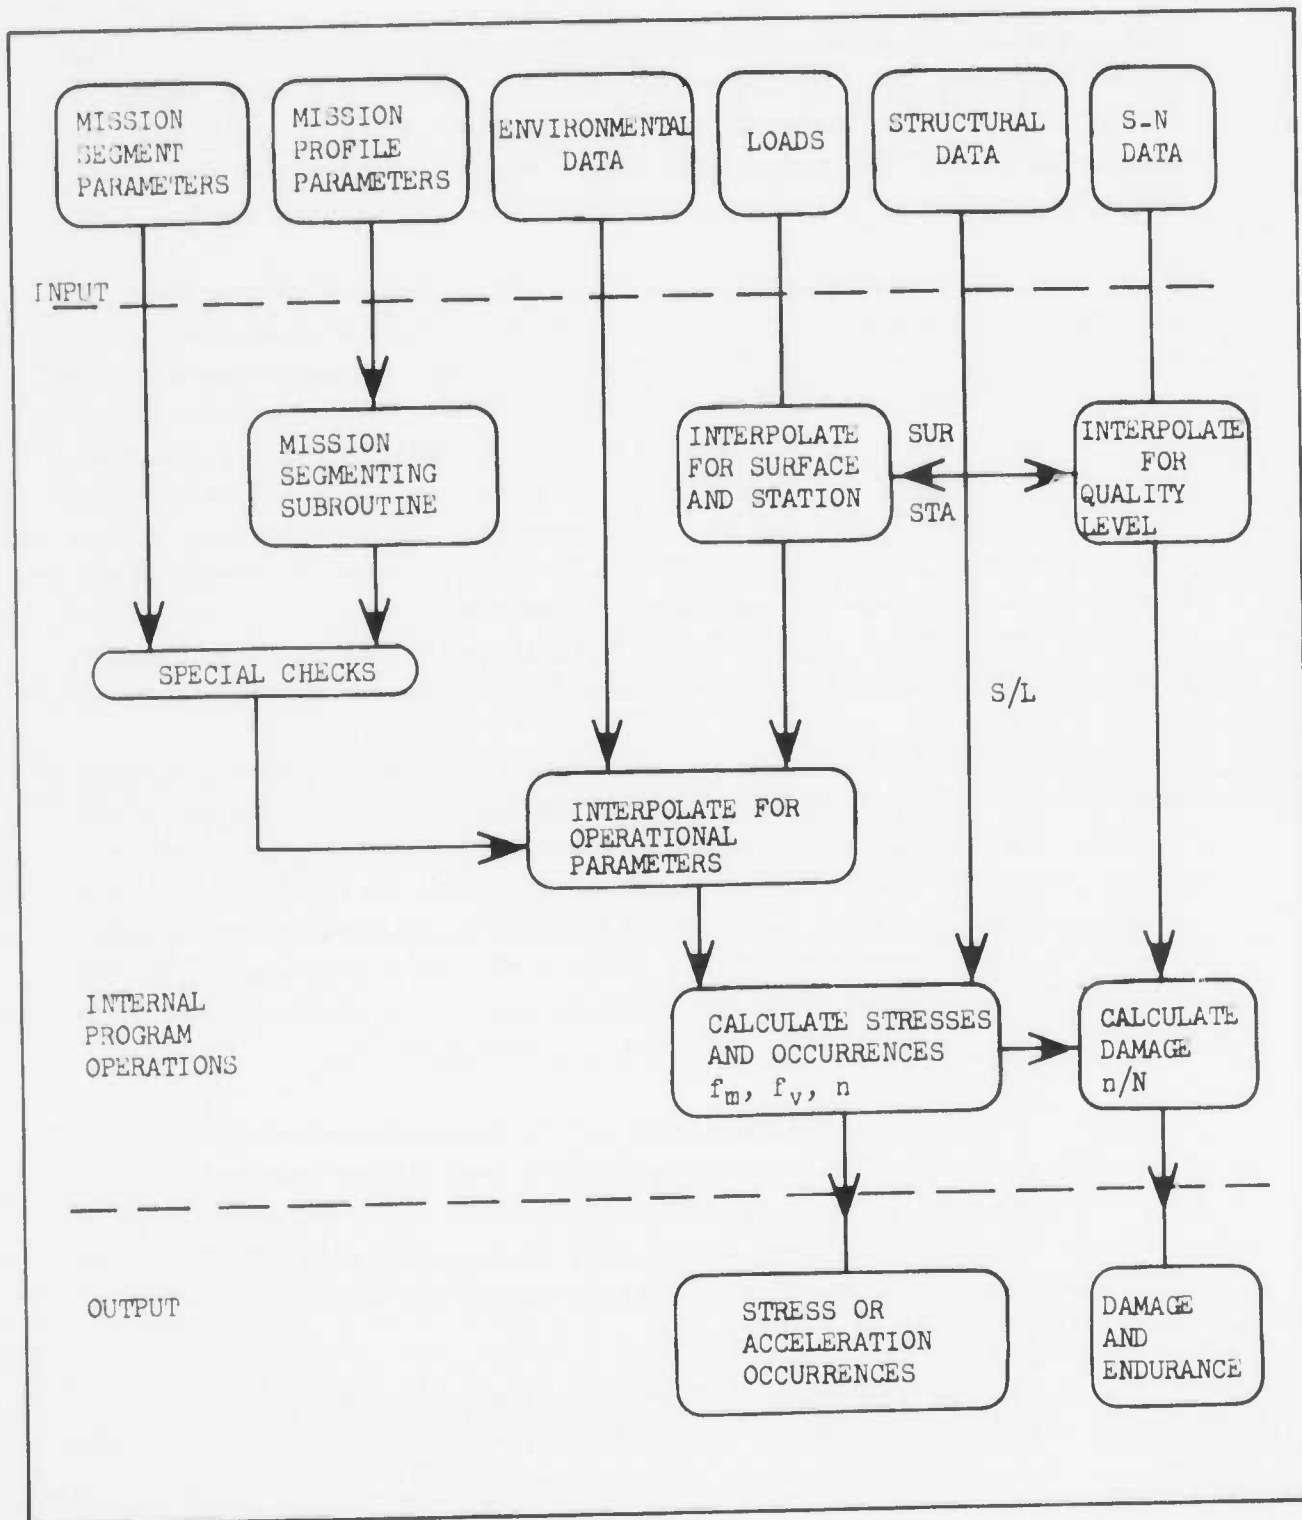 MISSION
SEGMENT
PARAMETERS
MISSION
PROFILE
PARAMETERS
ENVIRONMENTAL
DATA
LOADS
STRUCTURAL
DATA
S-N
DATA
INPUT
MISSION
SEGMENTING
SUBROUTINE
INTERPOLATE
FOR SURFACE
AND STATION
SUR
STA
INTERPOLATE
FOR
QUALITY
LEVEL
SPECIAL CHECKS
S/L
INTERPOLATE FOR
OPERATIONAL
PARAMETERS
INTERNAL
PROGRAM
OPERATIONS
CALCULATE STRESSES
AND OCCURRENCES
fm, fv, n
CALCULATE
DAMAGE
n/N
OUTPUT
STRESS OR
ACCELERATION
OCCURRENCES
DAMAGE
AND
ENDURANCE